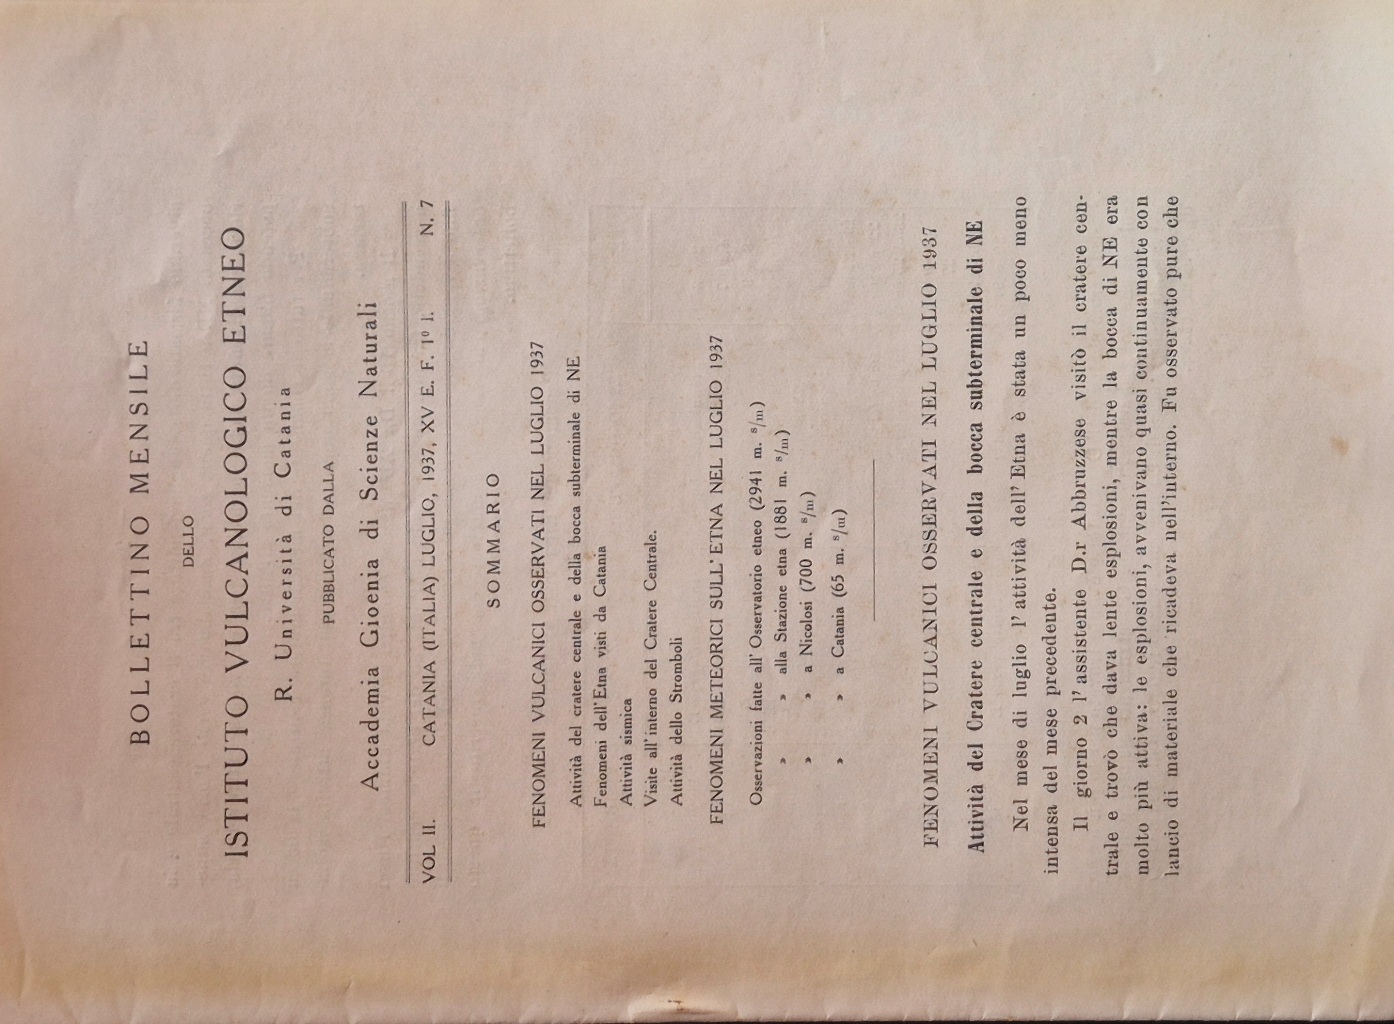 BOLLETTINO MENSILE
DELLO
ISTITUTO VULCANOLOGICO ETNEO
R. Università di Catania
PUBBLICATO DALLA
Accademia Gioenia di Scienze Naturali
VOL II. CATANIA (ITALIA) LUGLIO, 1937, XV E. F. 1º I. N. 7
SOMMARIO
FENOMENI VULCANICI OSSERVATI NEL LUGLIO 1937
Attività del cratere centrale e della bocca subterminale di NE
Fenomeni dell'Etna visti da Catania
Attività sismica
Visite all'interno del Cratere Centrale.
Attività dello Stromboli
FENOMENI METEORICI SULL'ETNA NEL LUGLIO 1937
Osservazioni fatte all'Osservatorio etneo (2941 m. s/m)
» » alla Stazione etna (1881 m. s/m)
» » a Nicolosi (700 m. s/m)
» » a Catania (65 m. s/m)
FENOMENI VULCANICI OSSERVATI NEL LUGLIO 1937
Attività del Cratere centrale e della bocca subterminale di NE
Nel mese di luglio l'attività dell'Etna è stata un poco meno
intensa del mese precedente.
Il giorno 2 l'assistente D.r Abbruzzese visitò il cratere cen-
trale e trovò che dava lente esplosioni, mentre la bocca di NE era
molto più attiva: le esplosioni, avvenivano quasi continuamente con
lancio di materiale che ricadeva nell'interno. Fu osservato pure che